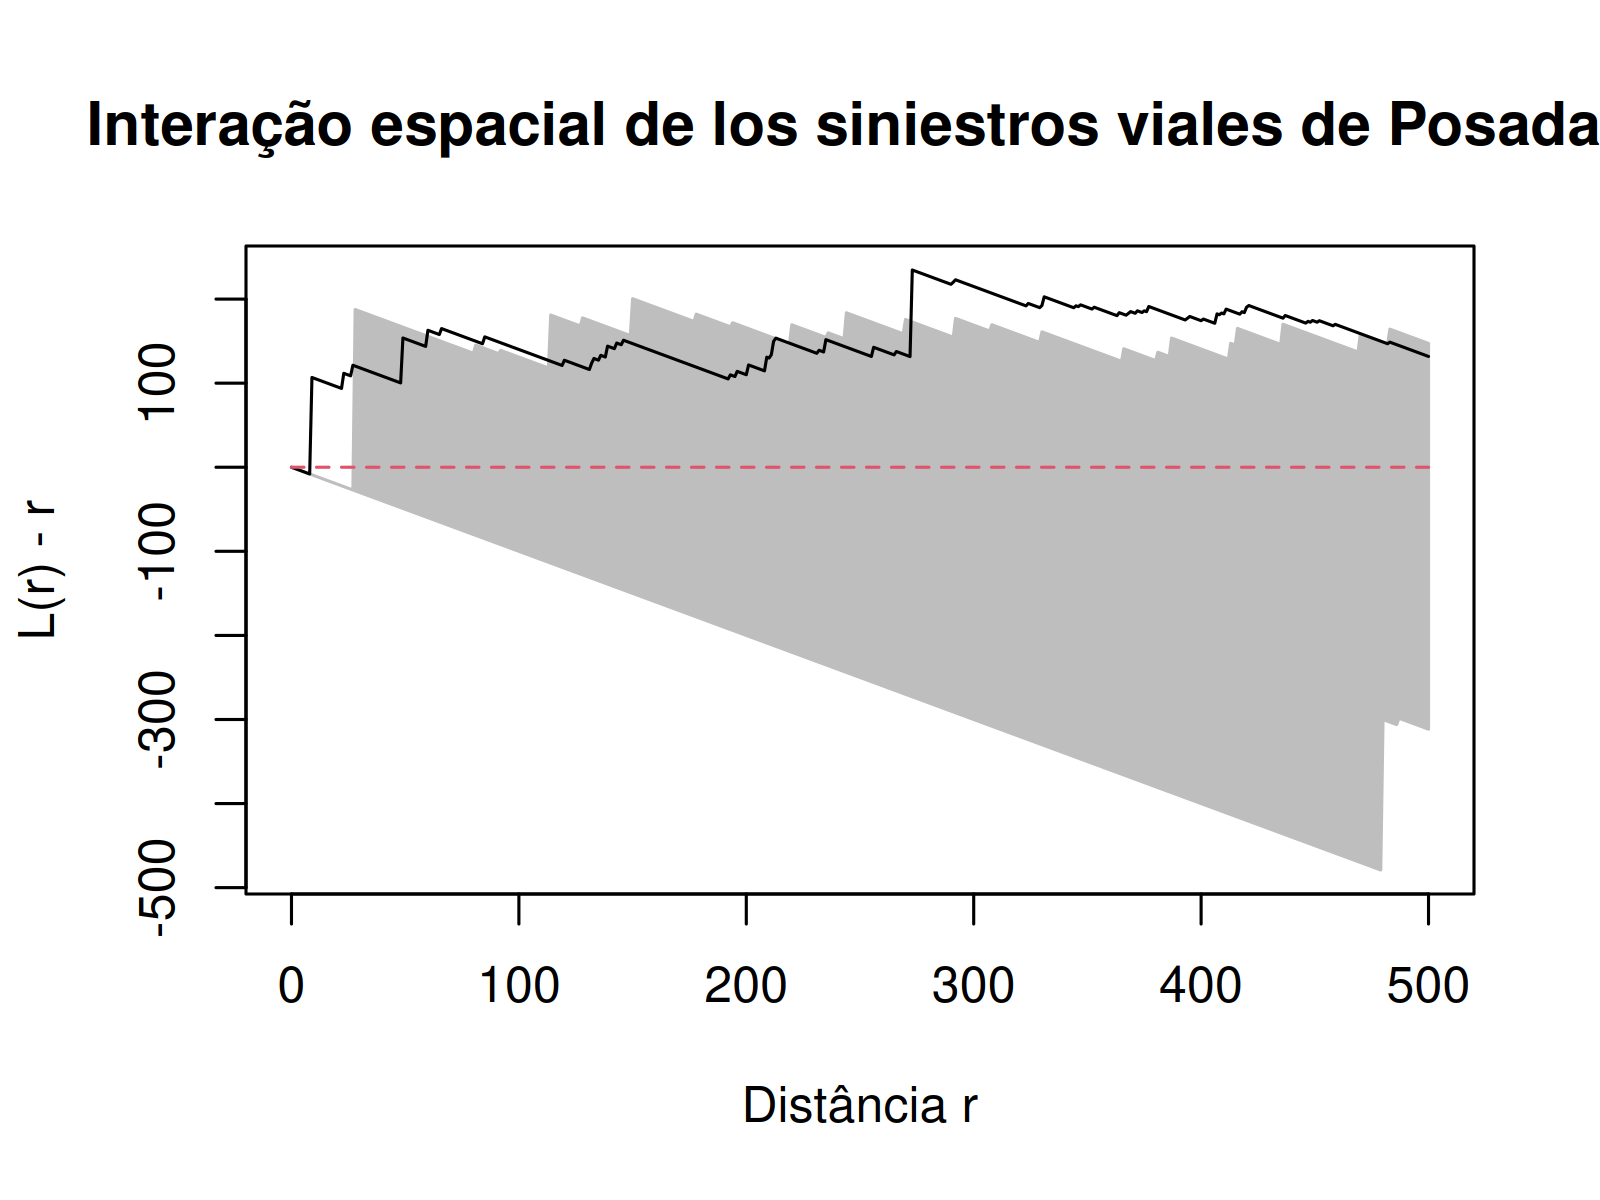 Interação espacial de los siniestros viales de Posada
L(r) - r
100
-100
-300
-500
0 100 200 300 400 500
Distância r